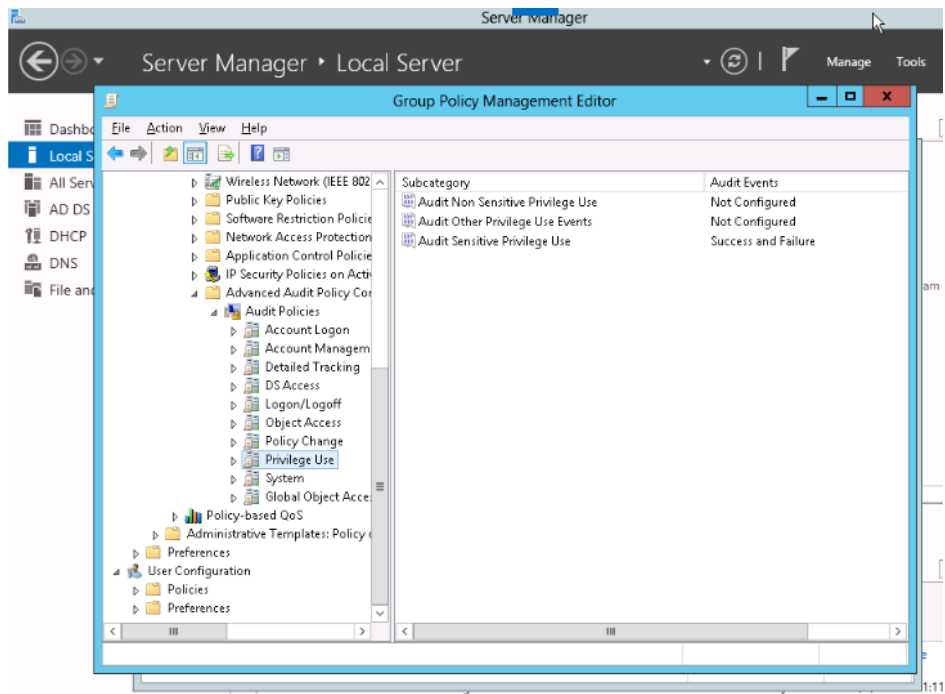 Server Manager
Server Manager ‣ Local Server
Manage Tools
Group Policy Management Editor
File Action View Help
Dashbo
Local S
All Serv
AD DS
DHCP
DNS
File and
Wireless Network (IEEE 802
Public Key Policies
Software Restriction Policie
Network Access Protection
Application Control Policie
IP Security Policies on Activ
Advanced Audit Policy Cor
Audit Policies
Account Logon
Account Managem
Detailed Tracking
DS Access
Logon/Logoff
Object Access
Policy Change
Privilege Use
System
Global Object Acce
Policy-based QoS
Administrative Templates: Policy
Preferences
User Configuration
Policies
Preferences
Subcategory Audit Events
Audit Non Sensitive Privilege Use Not Configured
Audit Other Privilege Use Events Not Configured
Audit Sensitive Privilege Use Success and Failure
am
1:11